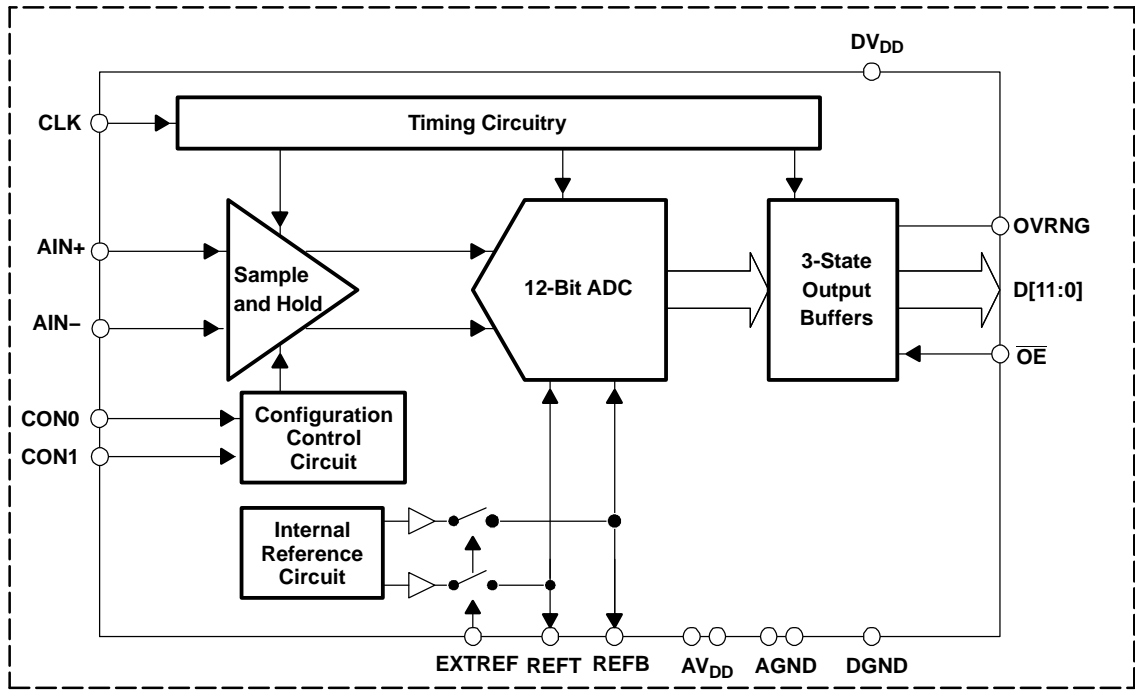 DVDD
CLK
Timing Circuitry
AIN+
AIN−
Sample
and Hold
12-Bit ADC
3-State
Output
Buffers
OVRNG
D[11:0]
OE
CON0
CON1
Configuration
Control
Circuit
Internal
Reference
Circuit
EXTREF
REFT
REFB
AVDD
AGND
DGND